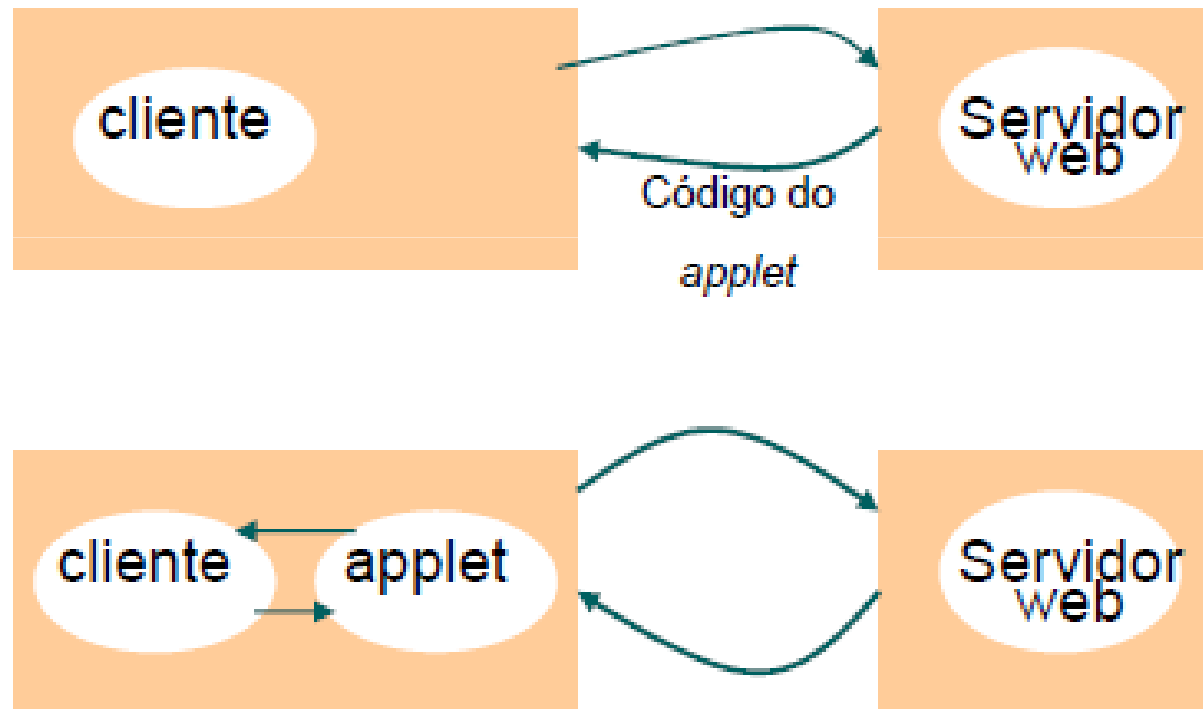 cliente
Servidor
web
Código do
applet
cliente
applet
Servidor
web